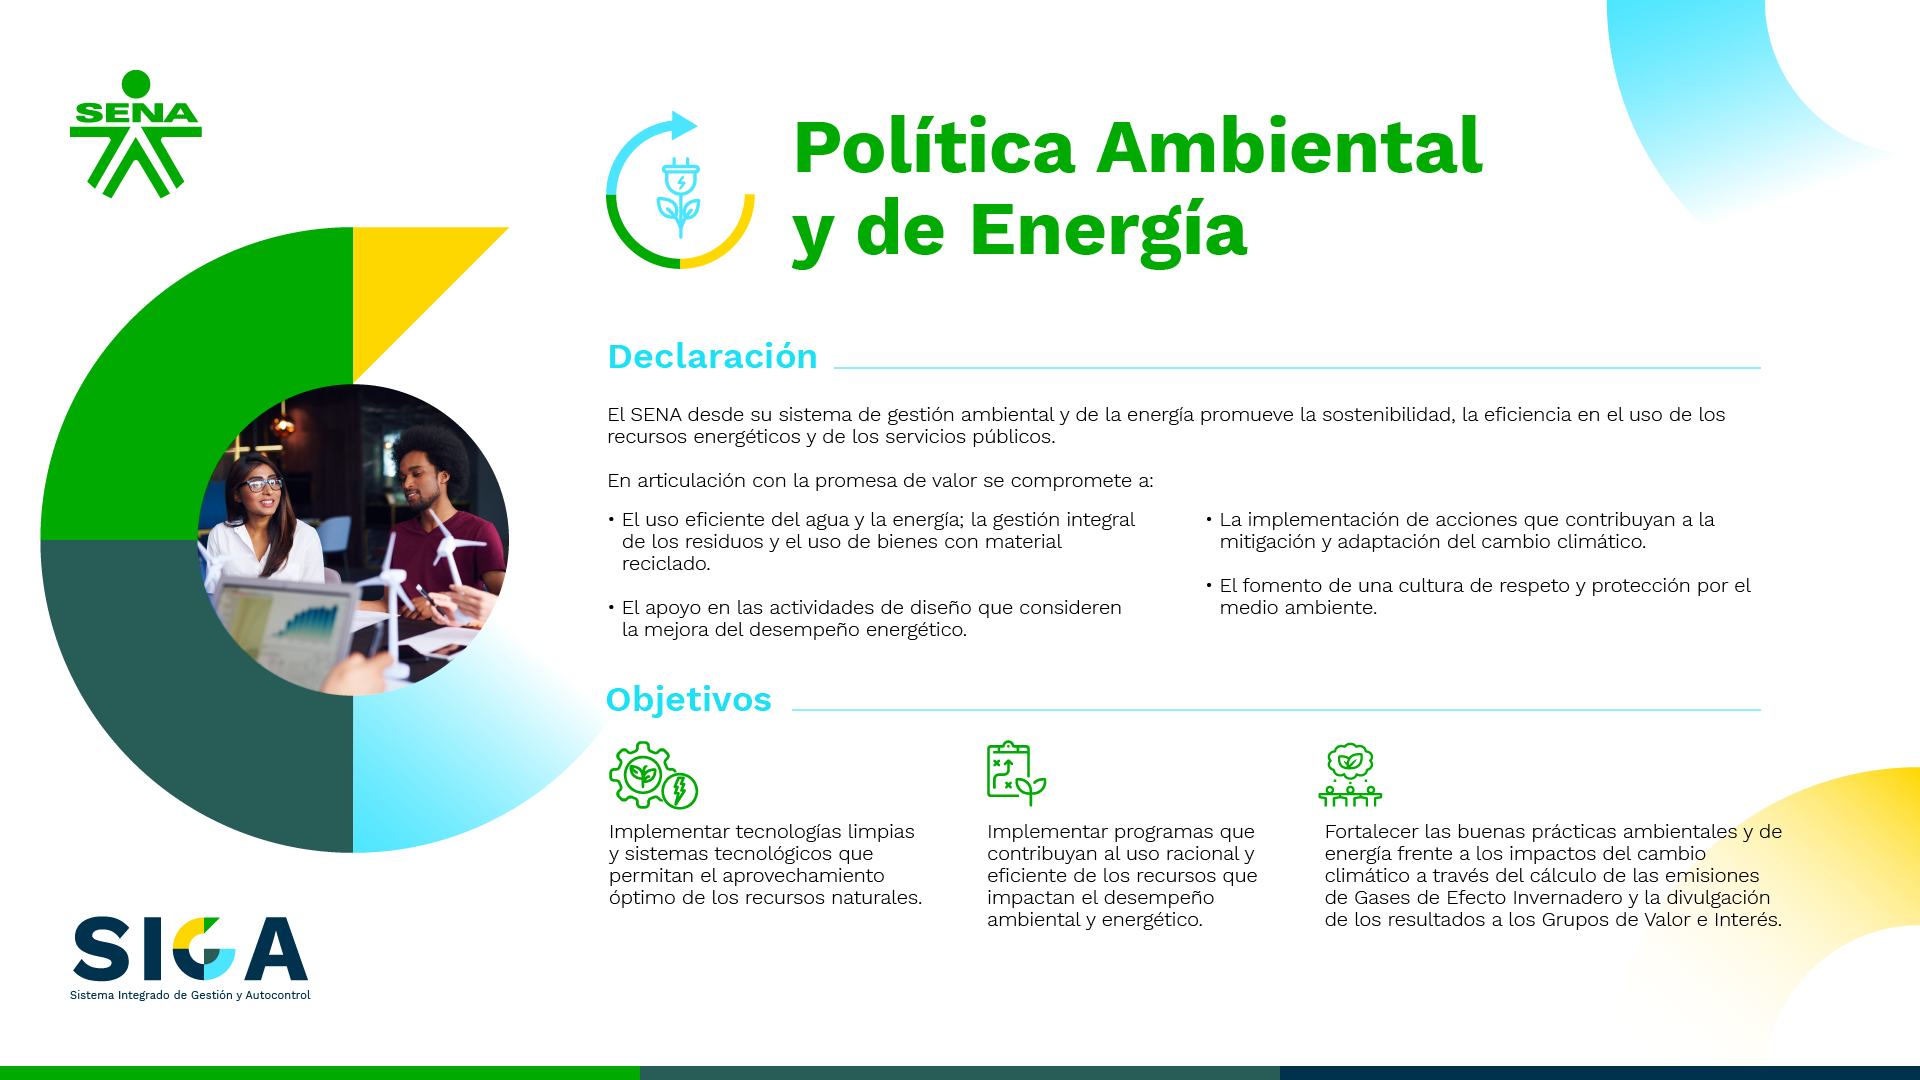 SENA
Política Ambiental
y de Energía
Declaración
El SENA desde su sistema de gestión ambiental y de la energía promueve la sostenibilidad, la eficiencia en el uso de los
recursos energéticos y de los servicios públicos.
En articulación con la promesa de valor se compromete a:
• El uso eficiente del agua y la energía; la gestión integral
de los residuos y el uso de bienes con material
reciclado.
• El apoyo en las actividades de diseño que consideren
la mejora del desempeño energético.
• La implementación de acciones que contribuyan a la
mitigación y adaptación del cambio climático.
• El fomento de una cultura de respeto y protección por el
medio ambiente.
Objetivos
Implementar tecnologías limpias
y sistemas tecnológicos que
permitan el aprovechamiento
óptimo de los recursos naturales.
Implementar programas que
contribuyan al uso racional y
eficiente de los recursos que
impactan el desempeño
ambiental y energético.
Fortalecer las buenas prácticas ambientales y de
energía frente a los impactos del cambio
climático a través del cálculo de las emisiones
de Gases de Efecto Invernadero y la divulgación
de los resultados a los Grupos de Valor e Interés.
SIGA
Sistema Integrado de Gestión y Autocontrol